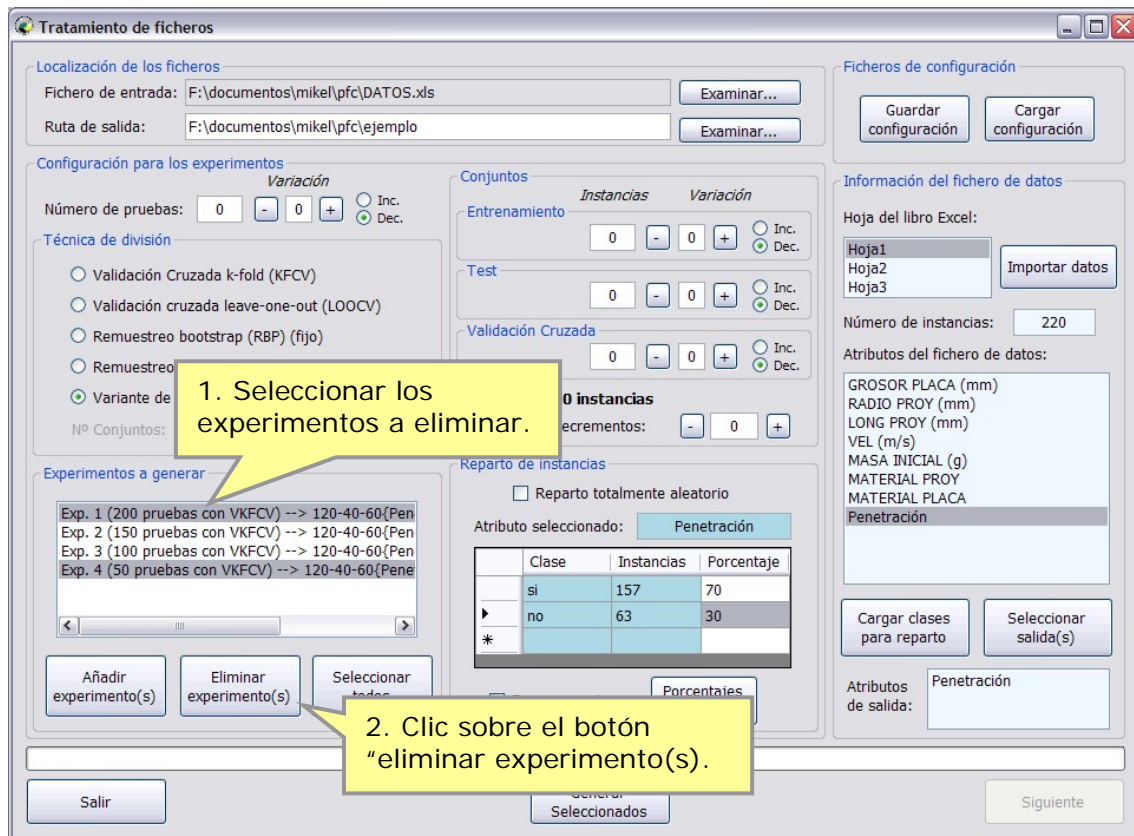 Tratamiento de ficheros
Localización de los ficheros
Fichero de entrada: F:\documentos\mikel\pfc\DATOS.xls Examinar...
Ruta de salida: F:\documentos\mikel\pfc\ejemplo Examinar...
Ficheros de configuración
Guardar configuración
Cargar configuración
Configuración para los experimentos
Variación
Número de pruebas: 0 - 0 + Inc.
Dec.
Técnica de división
Validación Cruzada k-fold (KFCV)
Validación cruzada leave-one-out (LOOCV)
Remuestreo bootstrap (RBP) (fijo)
Remuestreo
Variante de
Nº Conjuntos:
Conjuntos
Instancias Variación
Entrenamiento
0 - 0 + Inc.
Dec.
Test
0 - 0 + Inc.
Dec.
Validación Cruzada
0 - 0 + Inc.
Dec.
0 instancias
ecrementos: - 0 +
1. Seleccionar los
experimentos a eliminar.
Experimentos a generar
Exp. 1 (200 pruebas con VKFCV) --> 120-40-60{Pen
Exp. 2 (150 pruebas con VKFCV) --> 120-40-60{Pen
Exp. 3 (100 pruebas con VKFCV) --> 120-40-60{Pen
Exp. 4 (50 pruebas con VKFCV) --> 120-40-60{Pene
Añadir experimento(s)
Eliminar experimento(s)
Seleccionar
Reparto de instancias
Reparto totalmente aleatorio
Atributo seleccionado: Penetración
Clase Instancias Porcentaje
si 157 70
no 63 30
*
Porcentajes
2. Clic sobre el botón
“eliminar experimento(s).
Información del fichero de datos
Hoja del libro Excel:
Hoja1
Hoja2
Hoja3
Importar datos
Número de instancias: 220
Atributos del fichero de datos:
GROSOR PLACA (mm)
RADIO PROY (mm)
LONG PROY (mm)
VEL (m/s)
MASA INICIAL (g)
MATERIAL PROY
MATERIAL PLACA
Penetración
Cargar clases para reparto
Seleccionar salida(s)
Atributos de salida: Penetración
Salir
Seleccionados
Siguiente